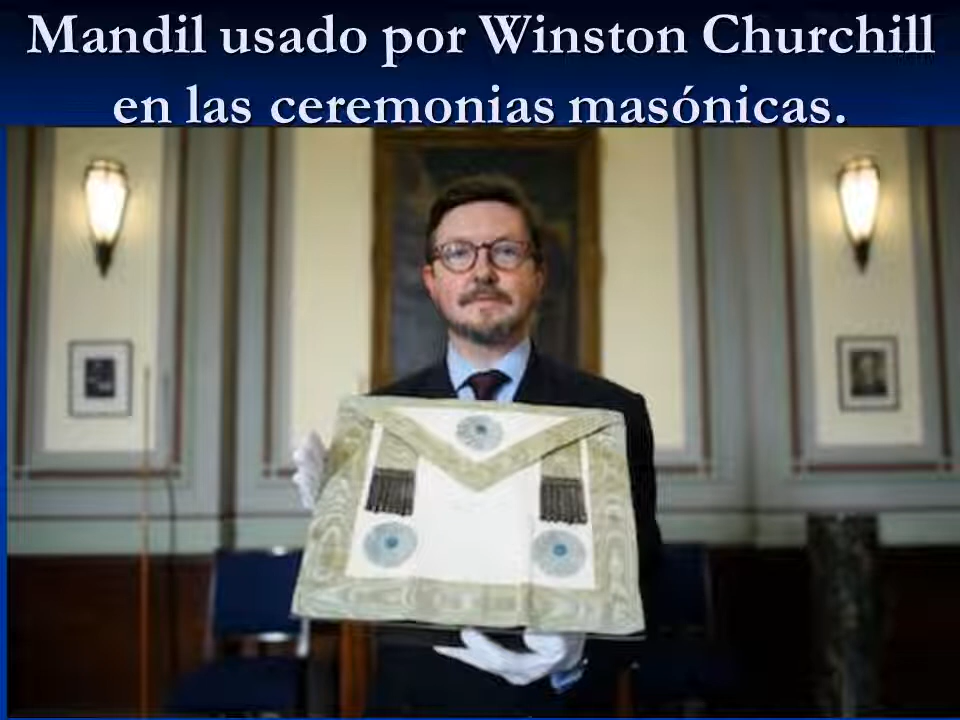 Mandil usado por Winston Churchill
en las ceremonias masónicas.